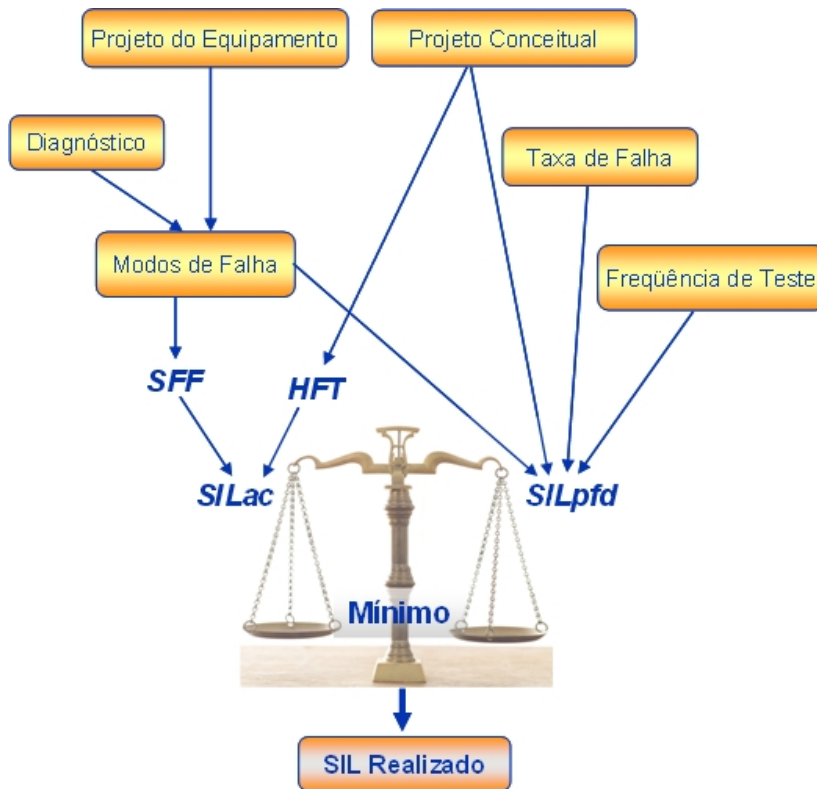 Projeto do Equipamento
Projeto Conceitual
Diagnóstico
Taxa de Falha
Modos de Falha
Freqüência de Teste
SFF
HFT
SILac
SILpfd
Mínimo
SIL Realizado